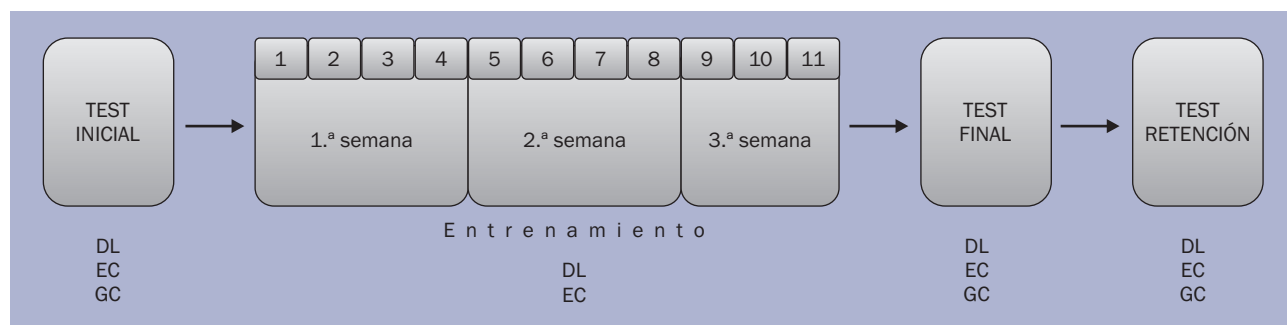 TEST
INICIAL
1 2 3 4 5 6 7 8 9 10 11
1.ª semana 2.ª semana 3.ª semana
TEST
FINAL
TEST
RETENCIÓN
Entrenamiento
DL
EC
GC
DL
EC
DL
EC
GC
DL
EC
GC